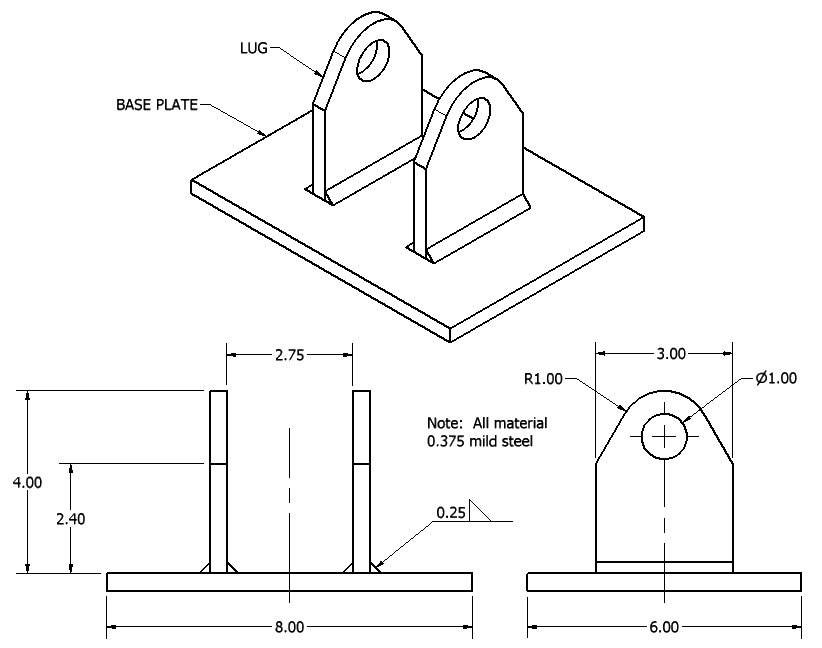 LUG
BASE PLATE
2.75
3.00
R1.00
Ø1.00
Note: All material
0.375 mild steel
4.00
2.40
0.25
8.00
6.00